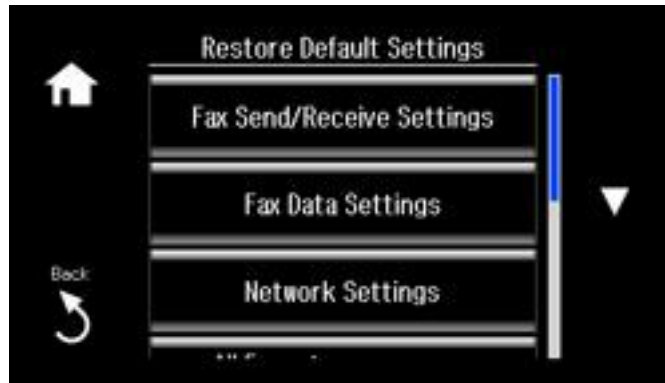 Restore Default Settings
Fax Send/Receive Settings
Fax Data Settings
Back
Network Settings